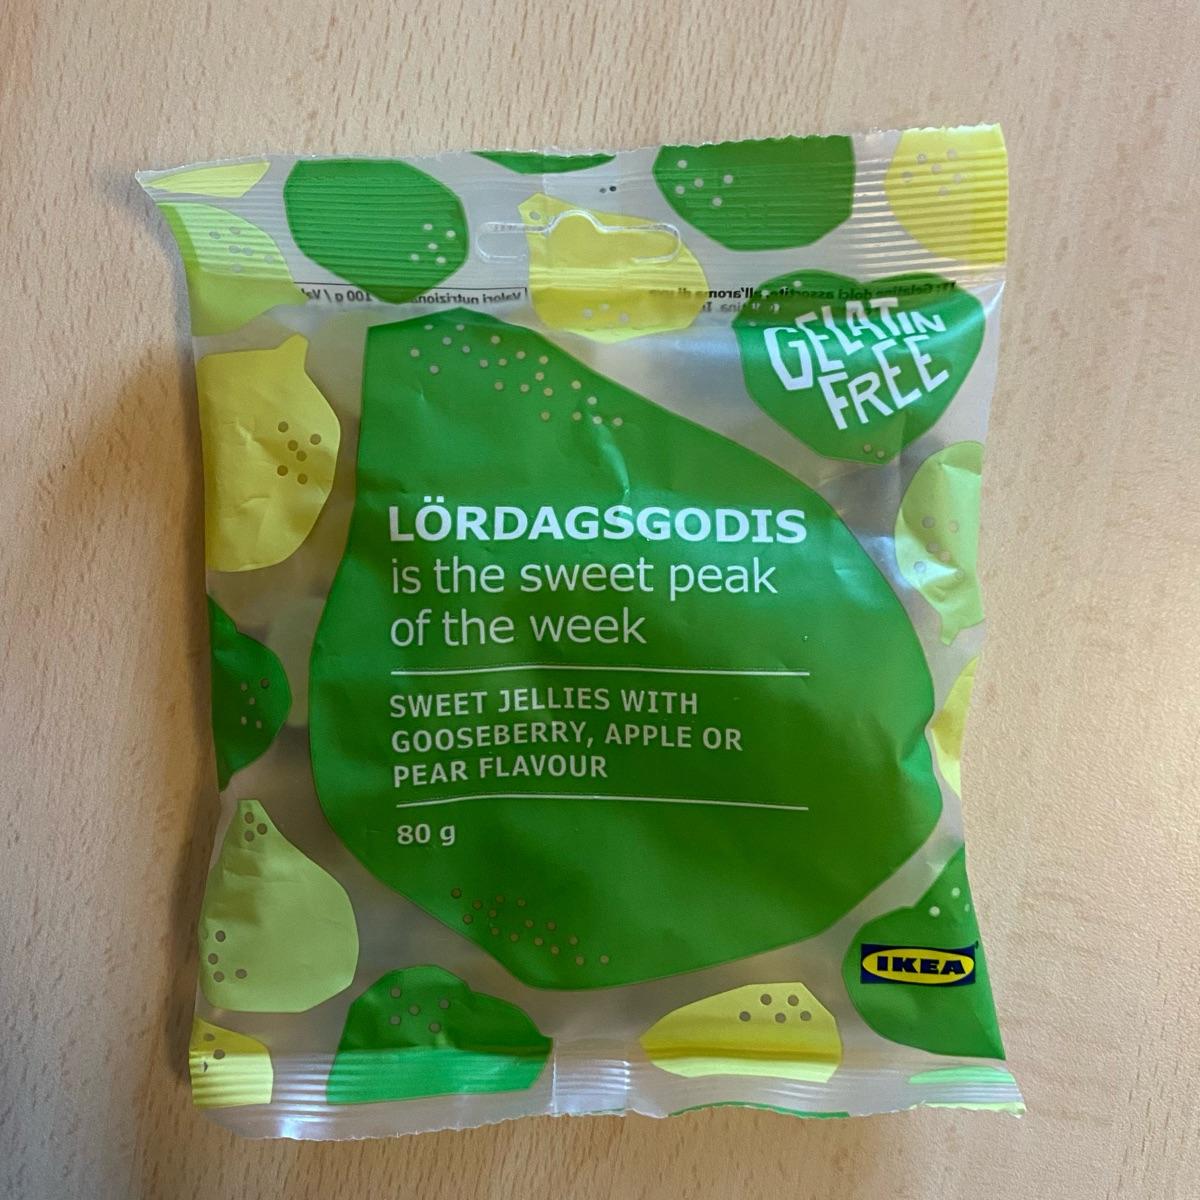 GELATIN
FREE
LÖRDAGSGODIS
is the sweet peak
of the week
SWEET JELLIES WITH
GOOSEBERRY, APPLE OR
PEAR FLAVOUR
80 g
IKEA